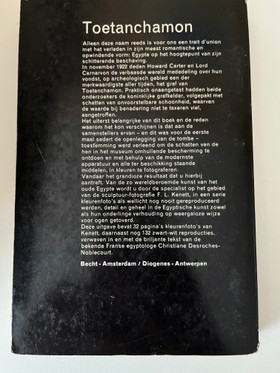 Toetanchamon
Alleen deze naam reeds is voor ons een trait d'union
met het verleden in zijn meest romantische en
opwindende vorm: Egypte op het hoogtepunt van zijn
schitterende beschaving.
In november 1922 deden Howard Carter en Lord
Carnarvon de verbaasde wereld mededeling over hun
vondst, op archeologisch gebied een der
merkwaardigste aller tijden, het graf van
Toetanchamon. Praktisch onaangetast hadden beide
onderzoekers de koninklijke grafkelder, volgepakt met
schatten van onvoorstelbare schoonheid, waarvan
de waarde bij benadering niet te taxeren viel,
aangetroffen.
Het uiterst belangrijke van dit boek en de reden
waarom het kon verschijnen is dat aan de
samenstellers ervan - en dit was voor de eerste
maal sedert de openlegging van de tombe -
toestemming werd verleend om de schatten van de
hen in het museum omhullende bescherming te
ontdoen en met behulp van de modernste
apparatuur en alle ter beschikking staande
middelen, in kleuren te fotograferen.
Vandaar het grandioze resultaat dat u hierbij
aantreft. Van de zo wereldberoemde kunst van het
oude Egypte wordt u door de specialist op het gebied
van de sculptuur-fotografie F. L. Kenett, in een serie
kleurenfoto's als wellicht nog nooit gereproduceerd
werden, detail en geheel in de Egyptische kunst zowel
als hun onderlinge verhouding op weergaloze wijze
voor ogen getoverd.
Deze uitgave bevat 32 pagina's kleurenfoto's van
Kenett, daarnaast nog 132 zwart-wit reproducties,
verweven in en met de briljante tekst van de
bekende Franse egyptologe Christiane Desroches-
Noblecourt.
Becht - Amsterdam / Diogenes - Antwerpen